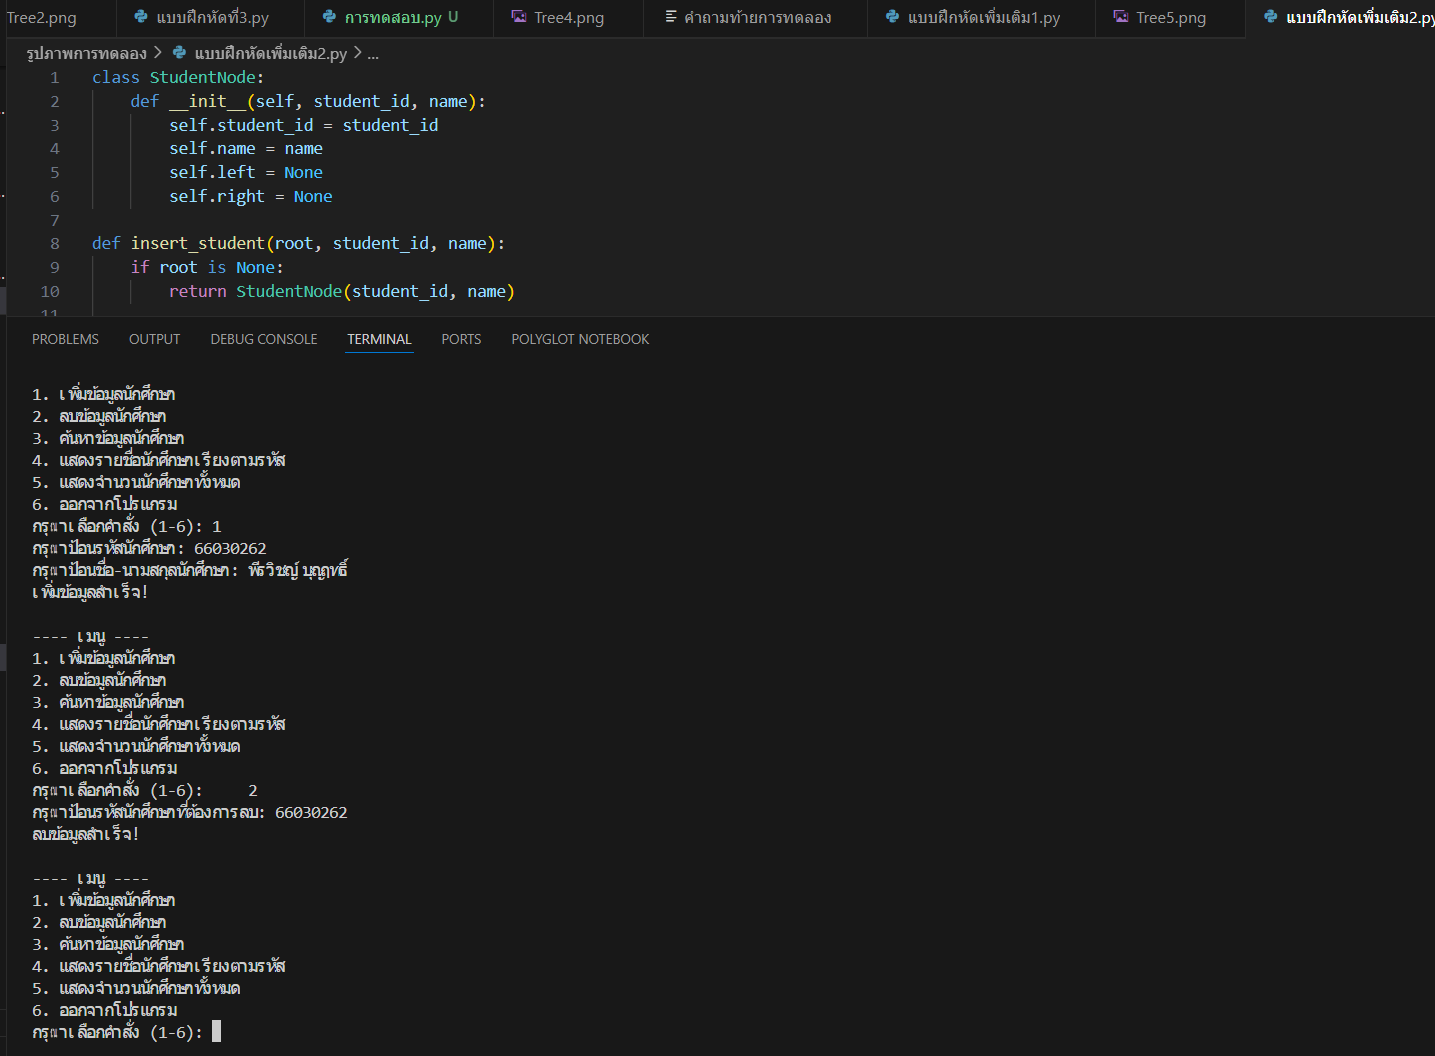 Tree2.png แบบฝึกหัดที่3.py การทดสอบ.py U Tree4.png คำถามท้ายการทดลอง แบบฝึกหัดเพิ่มเติม1.py Tree5.png แบบฝึกหัดเพิ่มเติม2.py
รูปภาพการทดลอง > แบบฝึกหัดเพิ่มเติม2.py > ...
1 class StudentNode:
2 def __init__(self, student_id, name):
3 self.student_id = student_id
4 self.name = name
5 self.left = None
6 self.right = None
7
8 def insert_student(root, student_id, name):
9 if root is None:
10 return StudentNode(student_id, name)
11
PROBLEMS OUTPUT DEBUG CONSOLE TERMINAL PORTS POLYGLOT NOTEBOOK
1. เพิ่มข้อมูลนักศึกษา
2. ลบข้อมูลนักศึกษา
3. ค้นหาข้อมูลนักศึกษา
4. แสดงรายชื่อนักศึกษาเรียงตามรหัส
5. แสดงจำนวนนักศึกษาทั้งหมด
6. ออกจากโปรแกรม
กรุณาเลือกคำสั่ง (1-6): 1
กรุณาป้อนรหัสนักศึกษา: 66030262
กรุณาป้อนชื่อ-นามสกุลนักศึกษา: พีรวิชญ์
เพิ่มข้อมูลสำเร็จ!
---- เมนู ----
1. เพิ่มข้อมูลนักศึกษา
2. ลบข้อมูลนักศึกษา
3. ค้นหาข้อมูลนักศึกษา
4. แสดงรายชื่อนักศึกษาเรียงตามรหัส
5. แสดงจำนวนนักศึกษาทั้งหมด
6. ออกจากโปรแกรม
กรุณาเลือกคำสั่ง (1-6): 2
กรุณาป้อนรหัสนักศึกษาที่ต้องการลบ: 66030262
ลบข้อมูลสำเร็จ!
---- เมนู ----
1. เพิ่มข้อมูลนักศึกษา
2. ลบข้อมูลนักศึกษา
3. ค้นหาข้อมูลนักศึกษา
4. แสดงรายชื่อนักศึกษาเรียงตามรหัส
5. แสดงจำนวนนักศึกษาทั้งหมด
6. ออกจากโปรแกรม
กรุณาเลือกคำสั่ง (1-6):